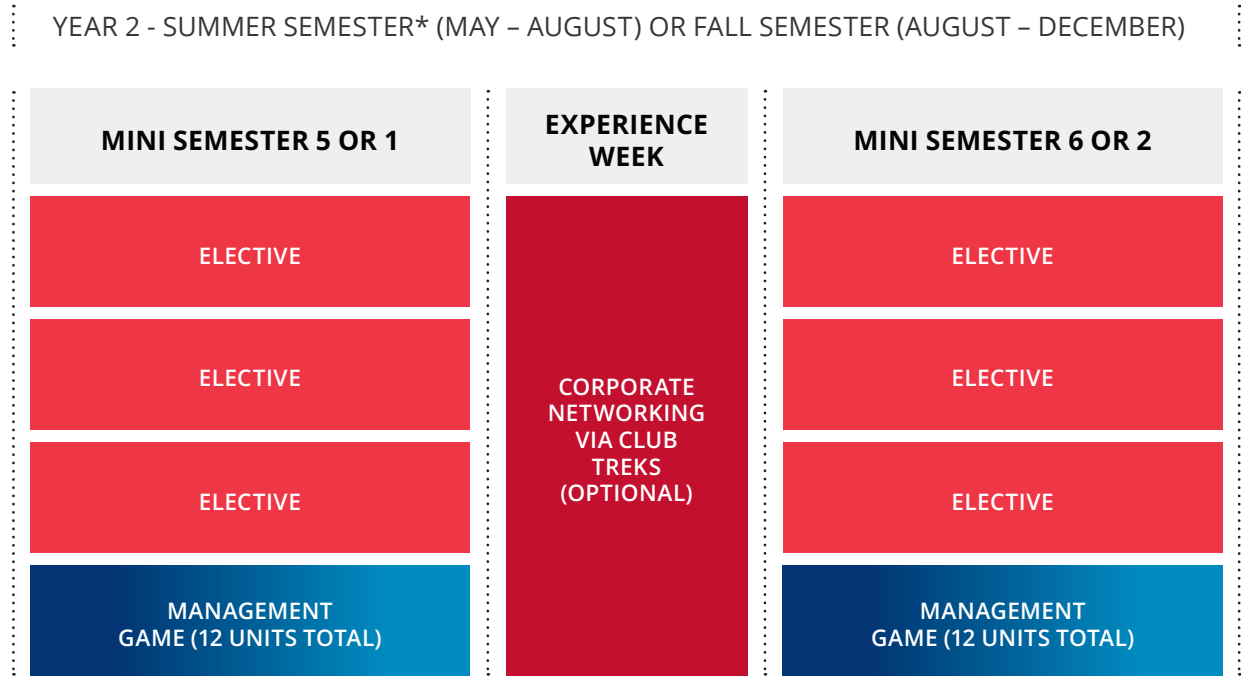 YEAR 2 - SUMMER SEMESTER* (MAY – AUGUST) OR FALL SEMESTER (AUGUST – DECEMBER)
MINI SEMESTER 5 OR 1
ELECTIVE
ELECTIVE
ELECTIVE
MANAGEMENT
GAME (12 UNITS TOTAL)
EXPERIENCE
WEEK
CORPORATE
NETWORKING
VIA CLUB
TREKS
(OPTIONAL)
MINI SEMESTER 6 OR 2
ELECTIVE
ELECTIVE
ELECTIVE
MANAGEMENT
GAME (12 UNITS TOTAL)